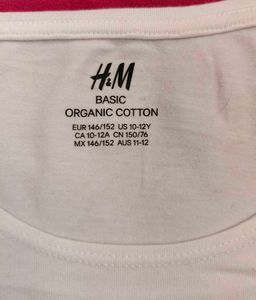 H&M
BASIC
ORGANIC COTTON
EUR 146/152 US 10-12Y
CA 10-12A CN 150/76
MX 146/152 AUS 11-12